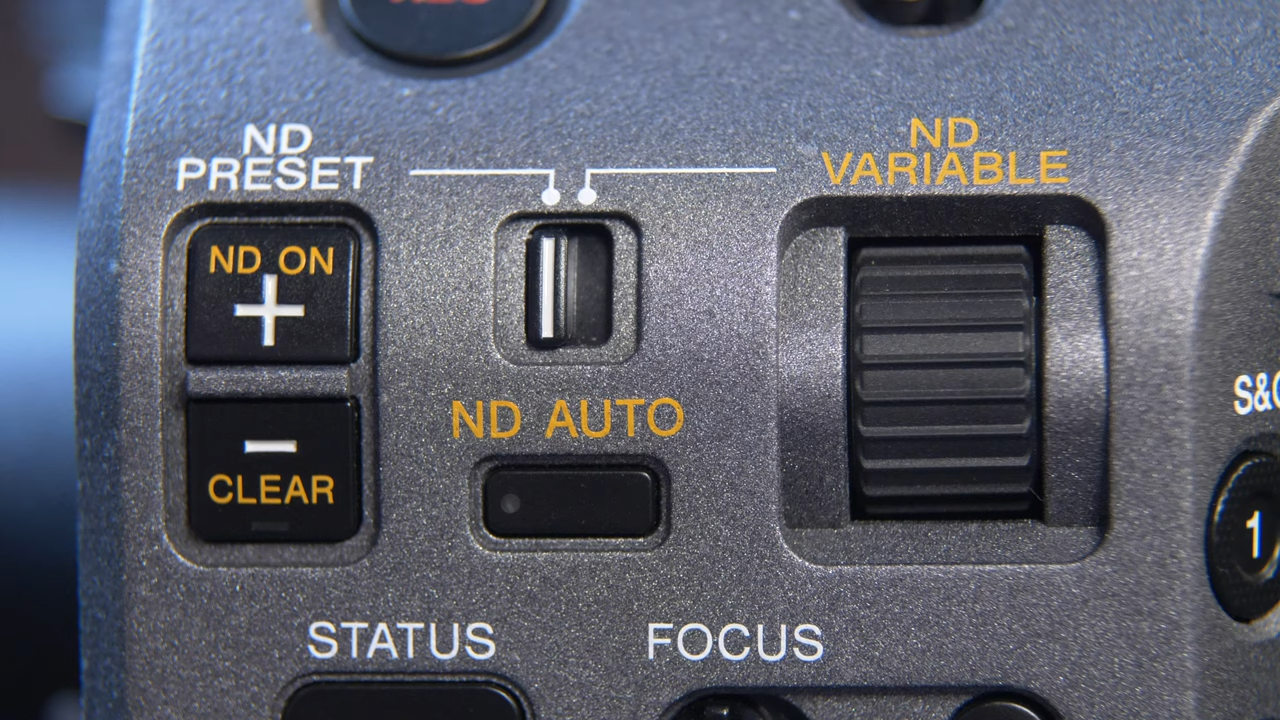 ND
PRESET
ND
VARIABLE
ND ON
+
−
CLEAR
ND AUTO
S&Q
1
STATUS
FOCUS